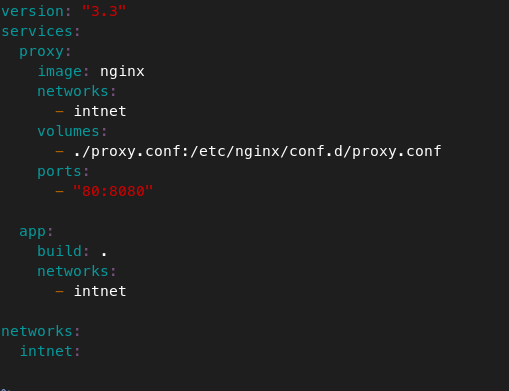 version: "3.3"
services:
  proxy:
    image: nginx
    networks:
      - intnet
    volumes:
      - ./proxy.conf:/etc/nginx/conf.d/proxy.conf
    ports:
      - "80:8080"

  app:
    build: .
    networks:
      - intnet

networks:
  intnet: